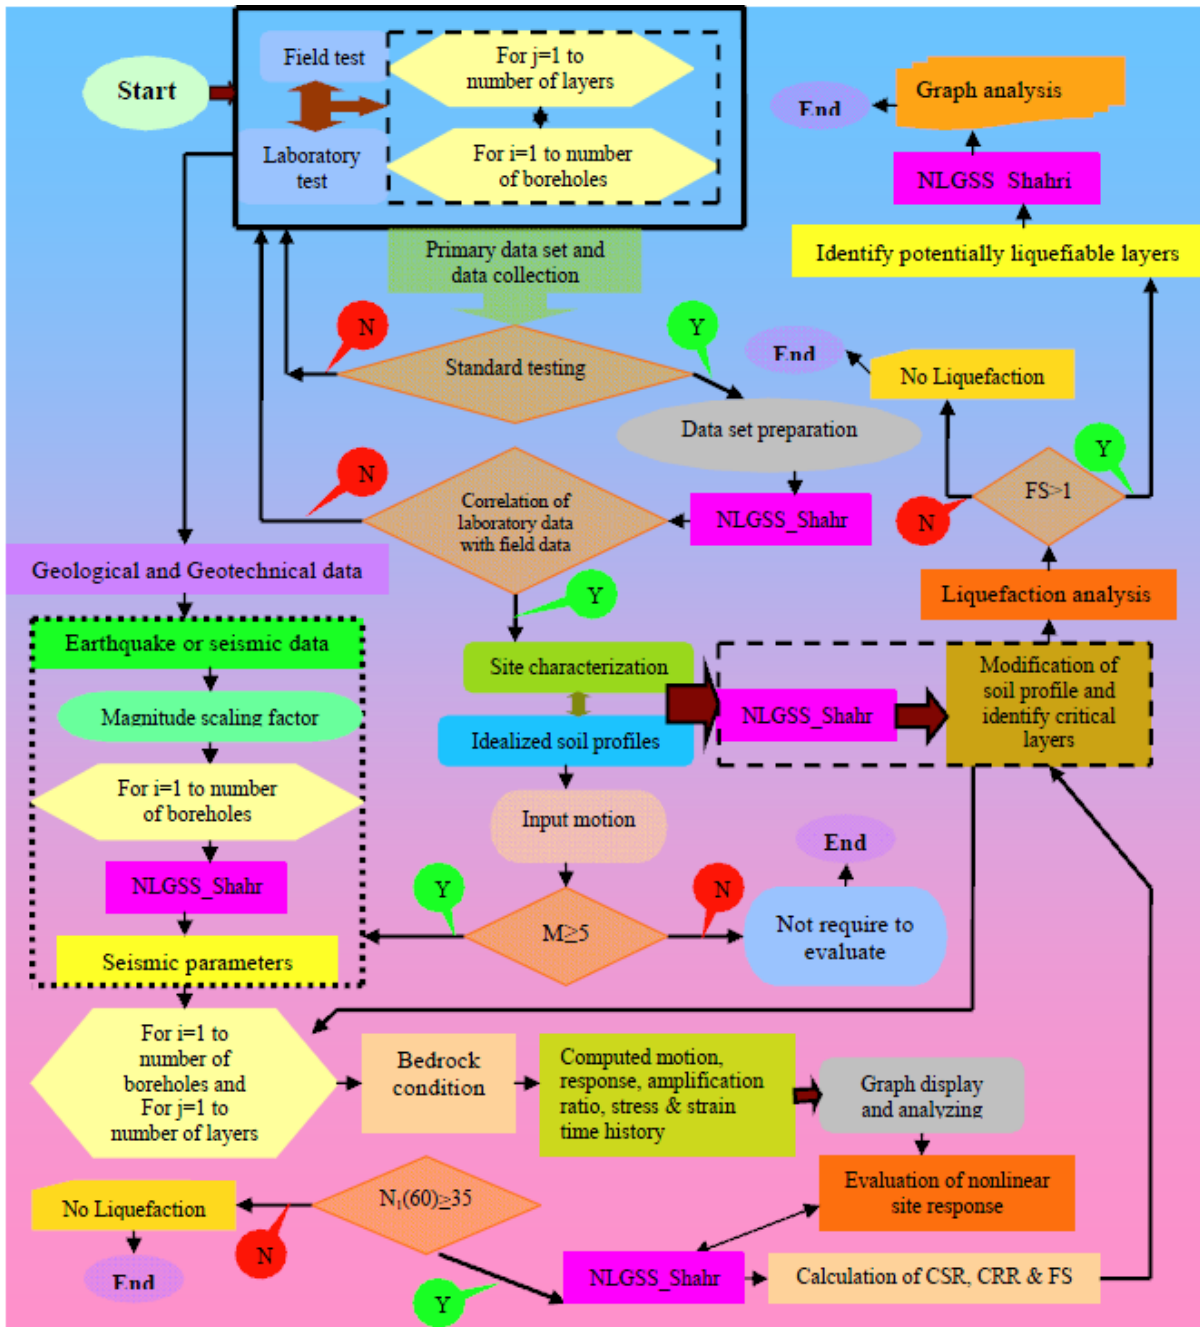 Start
Field test
Laboratory
test
For j=1 to
number of layers
For i=1 to number
of boreholes
Primary data set and
data collection
N
Y
Standard testing
Data set preparation
NLGSS_Shahr
N
Correlation of
laboratory data
with field data
Y
Geological and Geotechnical data
Earthquake or seismic data
Magnitude scaling factor
For i=1 to number
of boreholes
NLGSS_Shahr
Seismic parameters
Site characterization
Idealized soil profiles
Input motion
Y
M≥5
N
Not require to
evaluate
End
NLGSS_Shahr
Modification of
soil profile and
identify critical
layers
Liquefaction analysis
FS>1
N
Y
No Liquefaction
End
Identify potentially liquefiable layers
NLGSS_Shahri
Graph analysis
End
For i=1 to
number of
boreholes and
For j=1 to
number of layers
Bedrock
condition
Computed motion,
response, amplification
ratio, stress & strain
time history
Graph display
and analyzing
Evaluation of nonlinear
site response
N₁(60)≥35
N
No Liquefaction
End
Y
NLGSS_Shahr
Calculation of CSR, CRR & FS